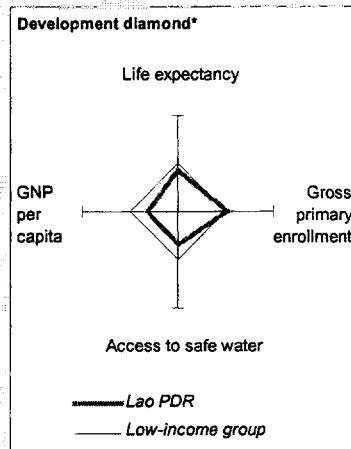 Development diamond*
Life expectancy
GNP
per
capita
Gross
primary
enrollment
Access to safe water
Lao PDR
Low-income group